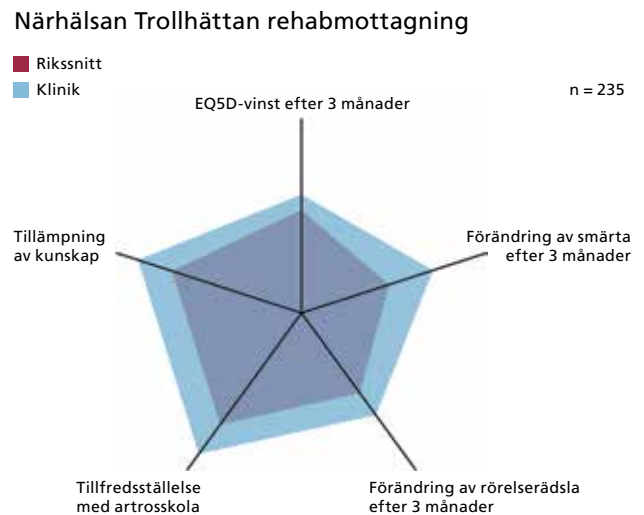 Närhälsan Trollhättan rehabmottagning
Rikssnitt
Klinik
n = 235
EQ5D-vinst efter 3 månader
Tillämpning
av kunskap
Förändring av smärta
efter 3 månader
Tillfredsställelse
med artrosskola
Förändring av rörelserädsla
efter 3 månader